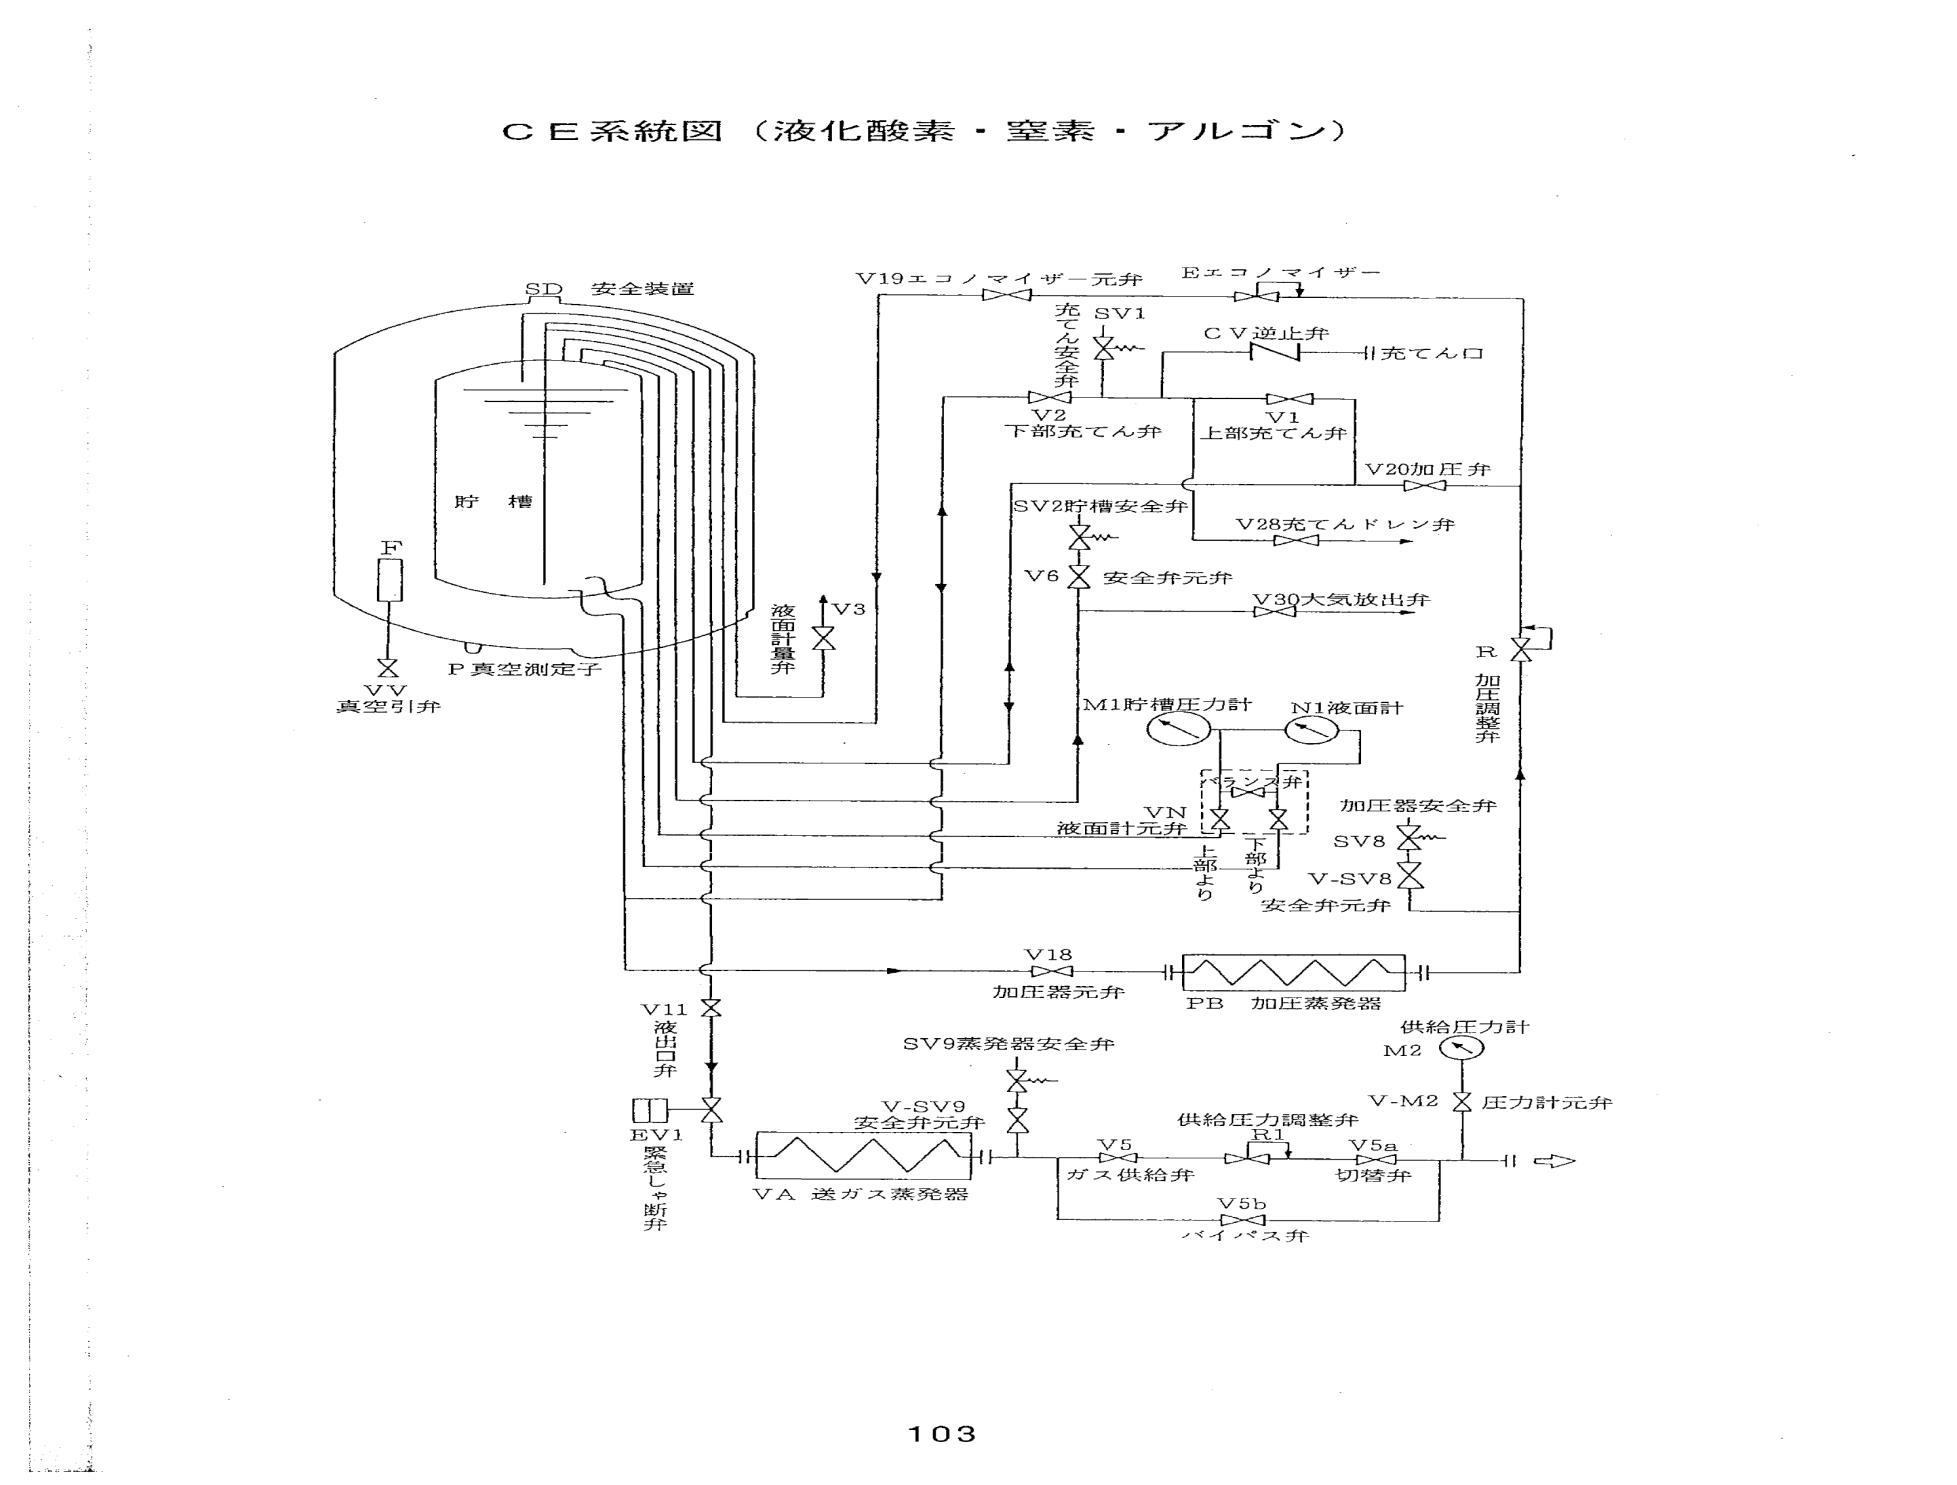 CE系統図(液化酸素・窒素・アルゴン)
V19エコノマイザー元弁
Eエコノマイザー
SD 安全装置
充てん安全弁
SV1
CV逆止弁
充てん口
V2
下部充てん弁
V1
上部充てん弁
V20加圧弁
貯槽
SV2貯槽安全弁
V28充てんドレン弁
F
V6 安全弁元弁
V30大気放出弁
液面計量弁
V3
R
加圧調整弁
P真空測定子
VV
真空引弁
M1貯槽圧力計
N1液面計
バランス弁
VN
液面計元弁
上部より
下部より
加圧器安全弁
SV8
V-SV8
安全弁元弁
V18
加圧器元弁
PB 加圧蒸発器
V11
液出口弁
供給圧力計
M2
SV9蒸発器安全弁
V-SV9
安全弁元弁
V-M2 圧力計元弁
EV1
緊急しゃ断弁
供給圧力調整弁
R1
V5
ガス供給弁
V5a
切替弁
VA 送ガス蒸発器
V5b
バイパス弁
103